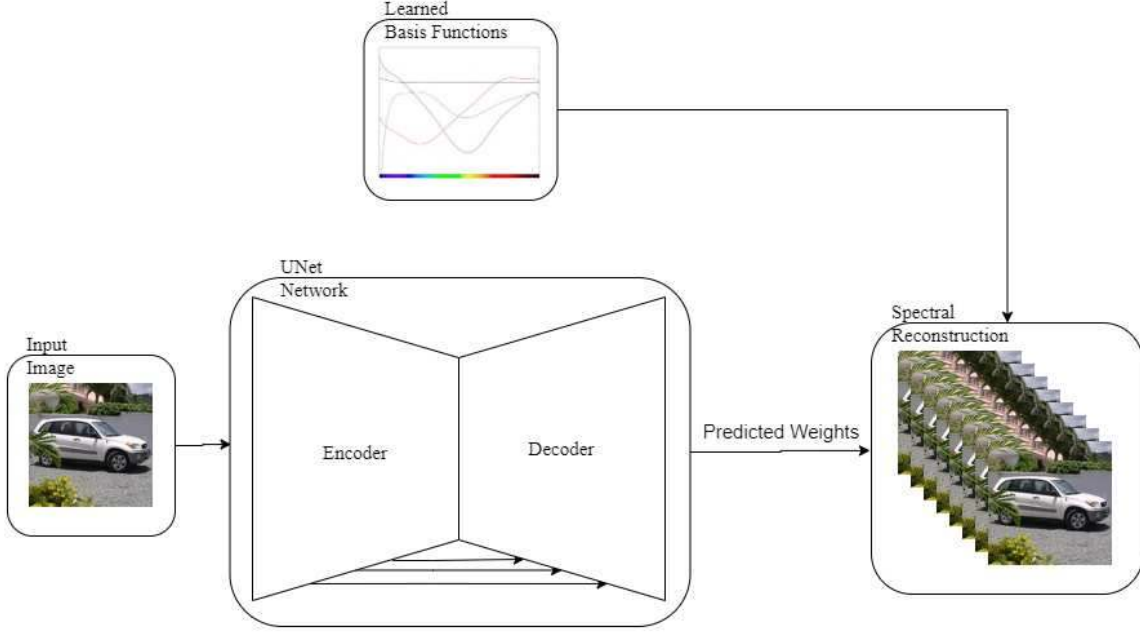 Learned
Basis Functions
UNet
Network
Input
Image
Encoder
Decoder
Predicted Weights
Spectral
Reconstruction